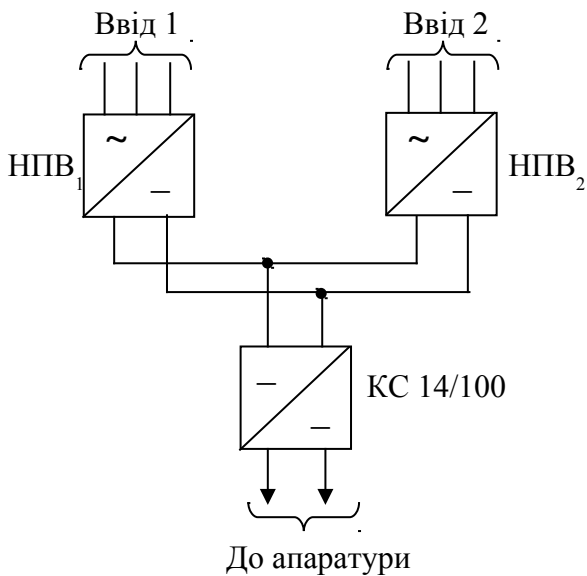 Ввід 1
Ввід 2
~
~
НПВ₁
НПВ₂
–
–
–
КС 14/100
–
До апаратури